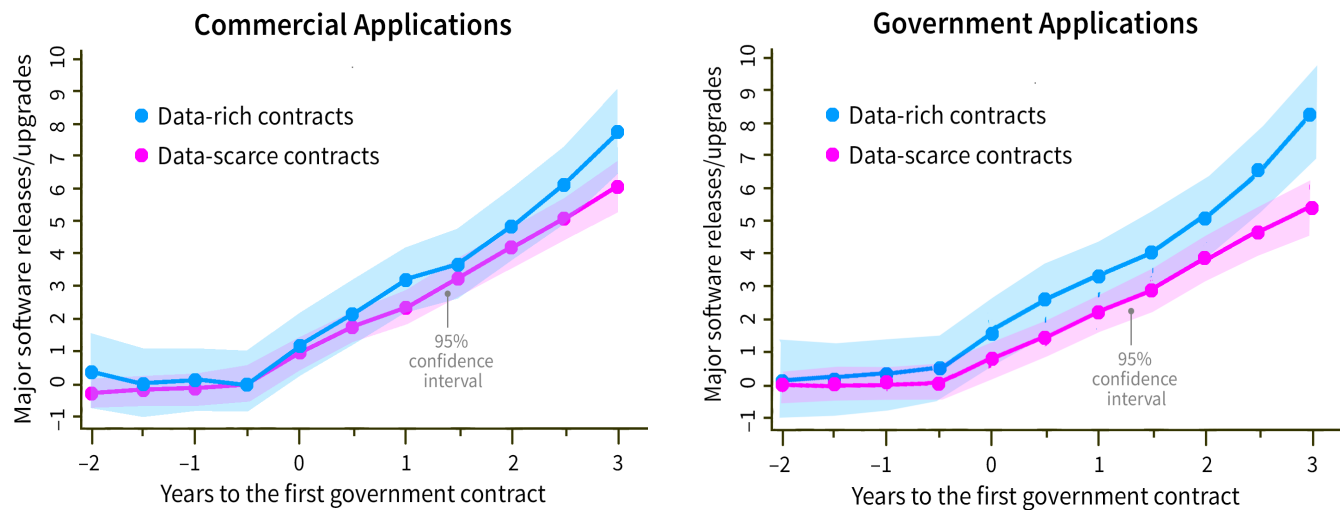 Commercial Applications
Major software releases/upgrades
10
9
8
7
6
5
4
3
2
1
0
−1
Data-rich contracts
Data-scarce contracts
95%
confidence
interval
−2
−1
0
1
2
3
Years to the first government contract
Government Applications
Major software releases/upgrades
10
9
8
7
6
5
4
3
2
1
0
−1
Data-rich contracts
Data-scarce contracts
95%
confidence
interval
−2
−1
0
1
2
3
Years to the first government contract